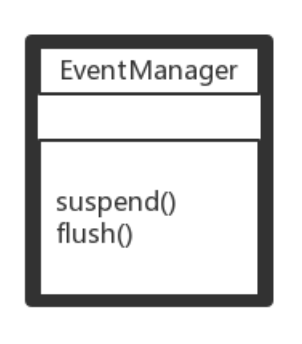 EventManager
suspend()
flush()